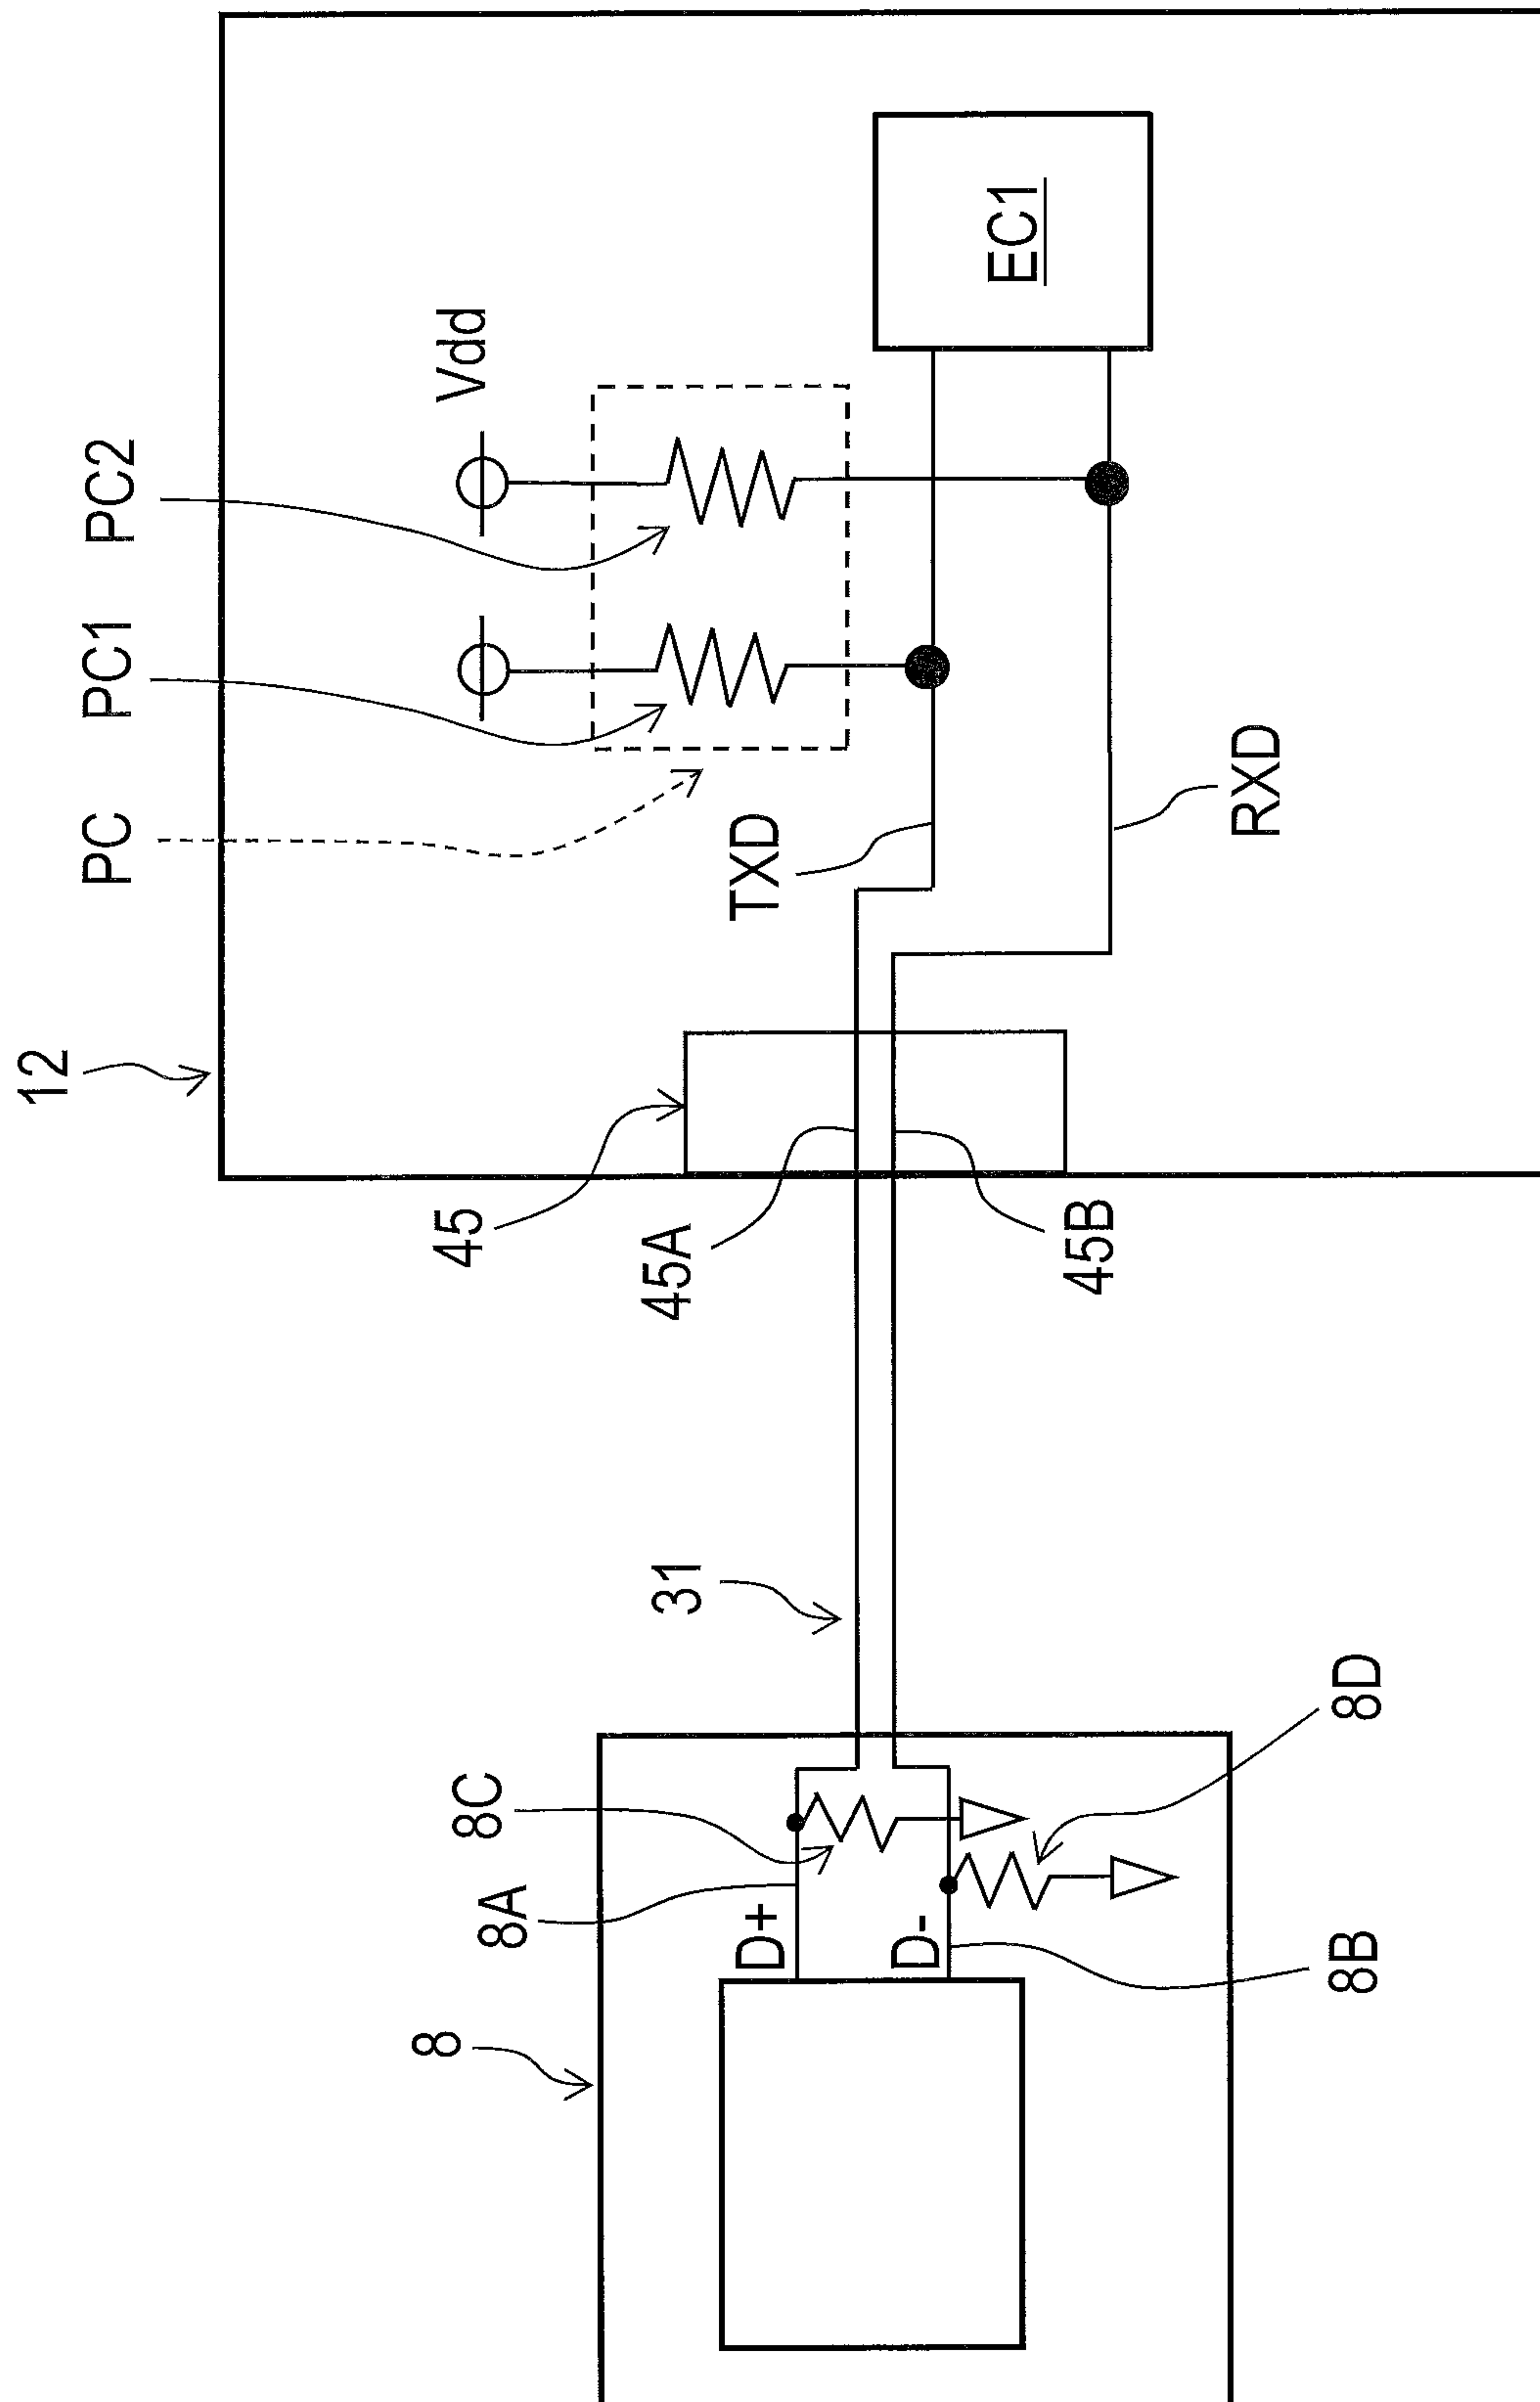 12
PC
PC1
PC2
Vdd
EC1
TXD
RXD
45
45A
45B
31
8
8A
8C
D+
D-
8D
8B